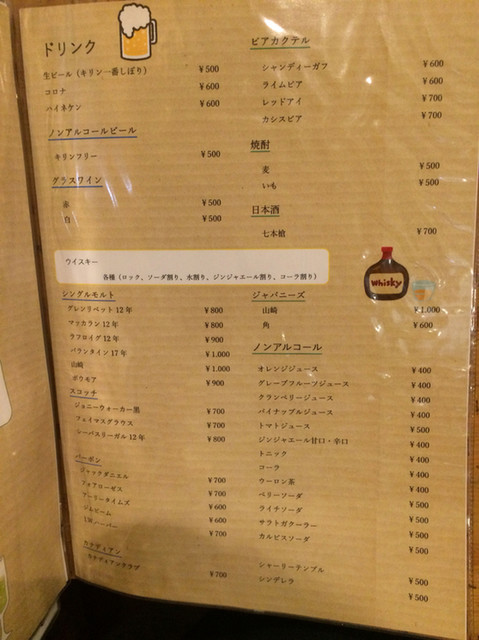 ドリンク
生ビール（キリン一番しぼり） ¥500
コロナ ¥600
ハイネケン ¥600
ノンアルコールビール
キリンフリー ¥500
グラスワイン
赤 ¥500
白 ¥500
ビアカクテル
シャンディーガフ ¥600
ライムビア ¥600
レッドアイ ¥700
カシスビア ¥700
焼酎
麦 ¥500
いも ¥500
日本酒
七本槍 ¥700
ウイスキー
各種（ロック、ソーダ割り、水割り、ジンジャエール割り、コーラ割り）
Whisky
シングルモルト
グレンリベット12年 ¥800
マッカラン12年 ¥800
ラフロイグ12年 ¥900
バランタイン17年 ¥1.000
山崎 ¥1.000
ボウモア ¥900
スコッチ
ジョニーウォーカー黒 ¥700
フェイマスグラウス ¥700
シーバスリーガル12年 ¥800
バーボン
ジャックダニエル ¥700
フォアローゼス ¥700
アーリータイムズ ¥600
ジムビーム ¥600
I.W.ハーパー ¥700
カナディアン
カナディアンクラブ ¥700
ジャパニーズ
山崎 ¥1.000
角 ¥600
ノンアルコール
オレンジジュース ¥400
グレープフルーツジュース ¥400
クランベリージュース ¥400
パイナップルジュース ¥400
トマトジュース ¥500
ジンジャエール甘口・辛口 ¥400
トニック ¥400
コーラ ¥400
ウーロン茶 ¥400
ベリーソーダ ¥500
ライチソーダ ¥500
サラトガクーラー ¥500
カルピスソーダ ¥500
シャーリーテンプル ¥500
シンデレラ ¥500